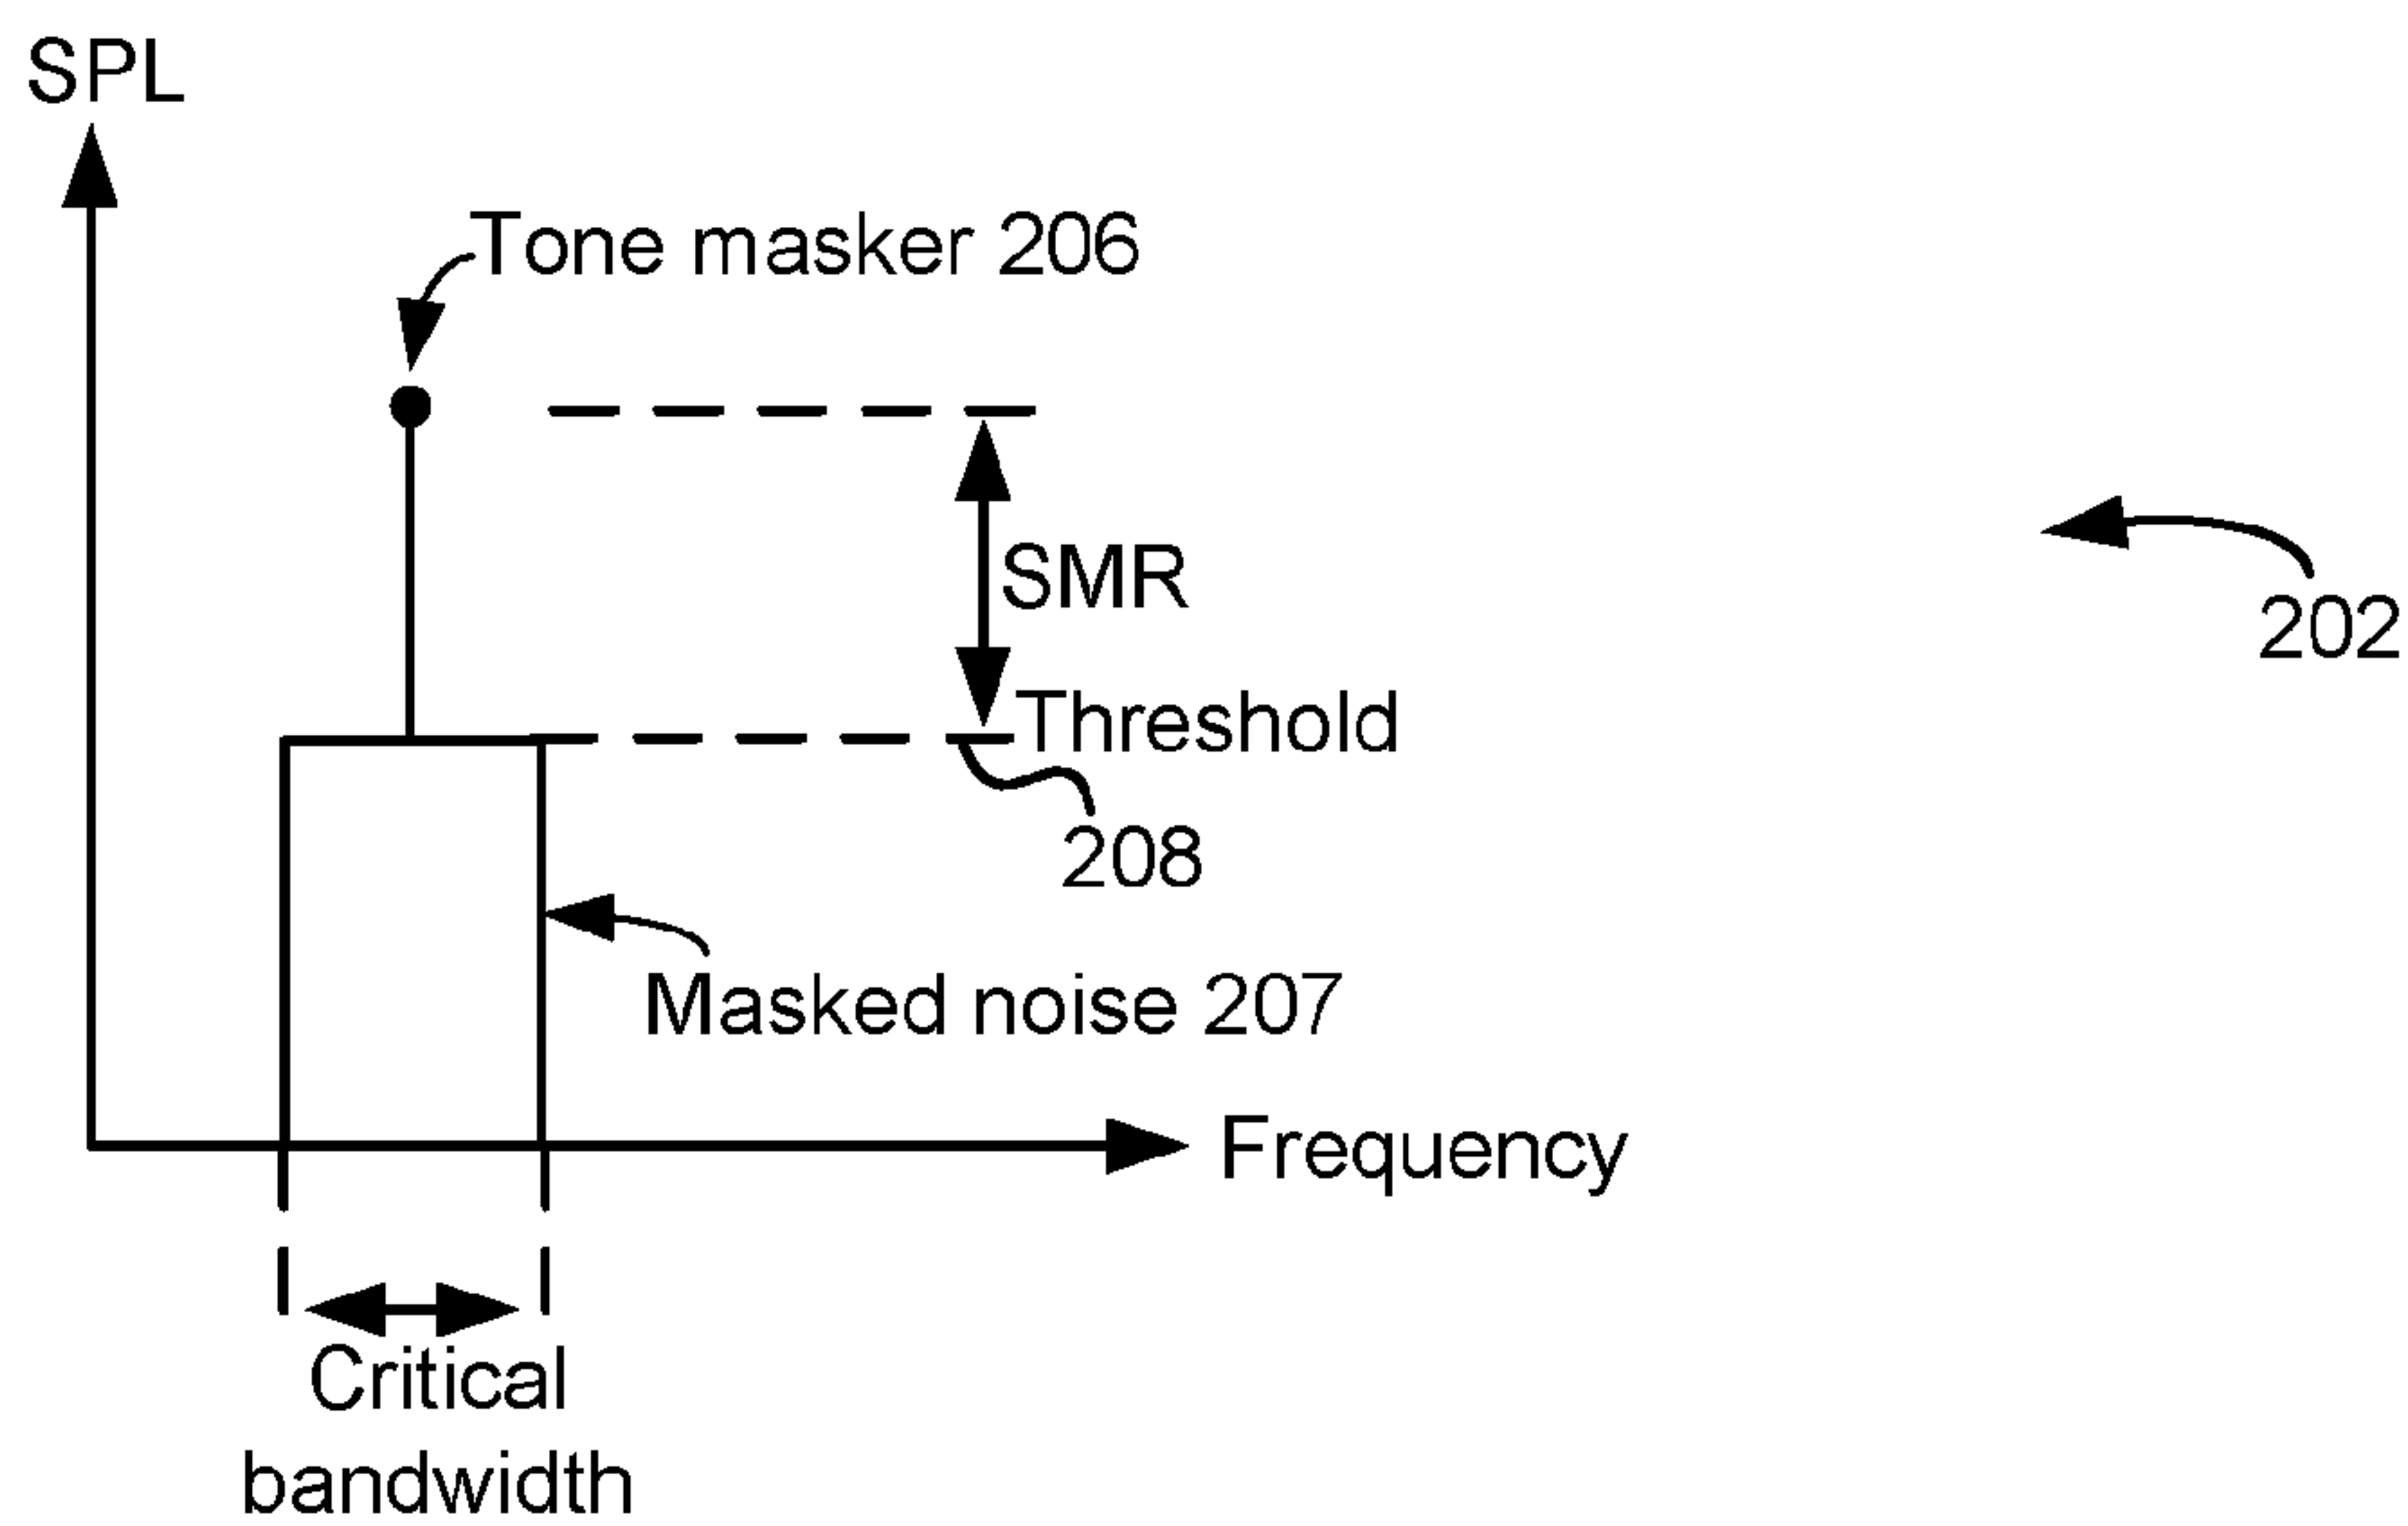 SPL
Tone masker 206
SMR
202
Threshold
208
Masked noise 207
Frequency
Critical
bandwidth